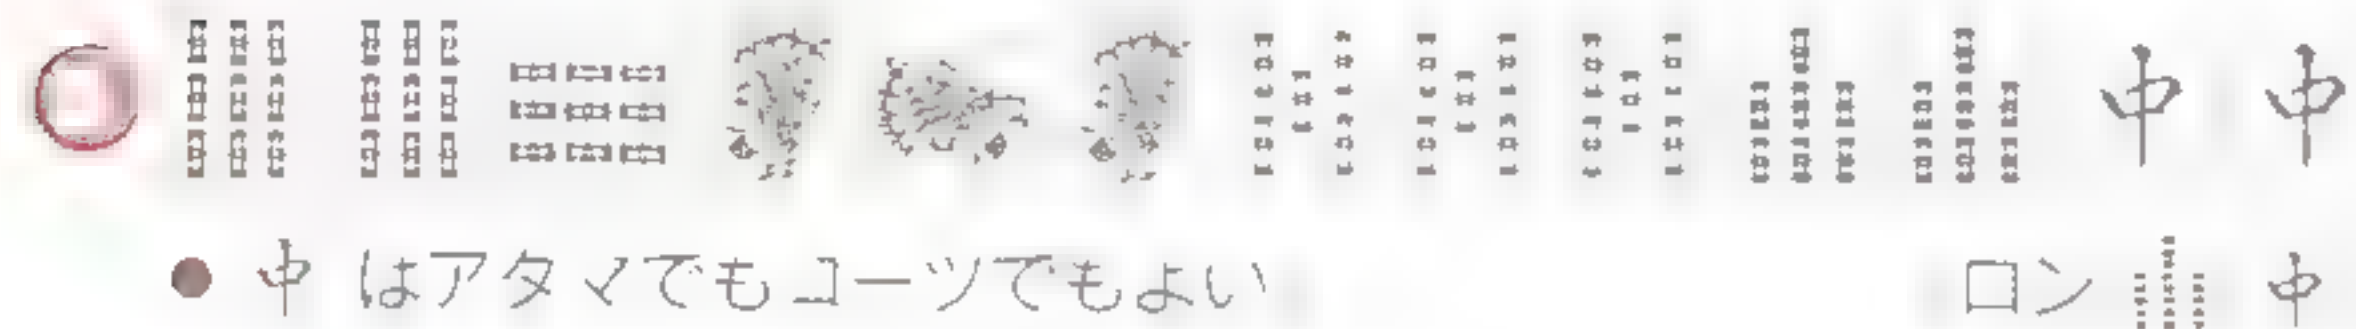 中 中
● 中 はアタマでもコーツでもよい ロン 中